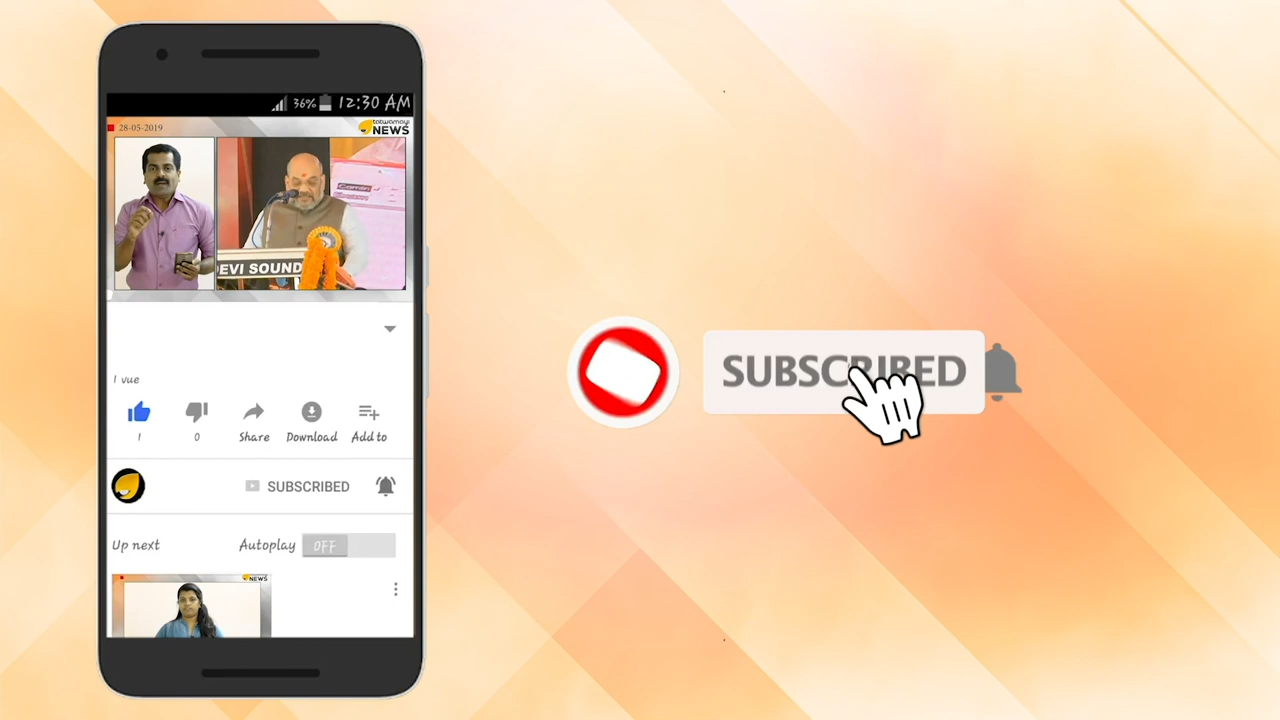 36% 12:30 AM
28-05-2019
tatwamayi
NEWS
DEVI SOUND
1 vue
1
0
Share
Download
Add to
SUBSCRIBED
Up next
Autoplay
OFF
NEWS
SUBSCRIBED